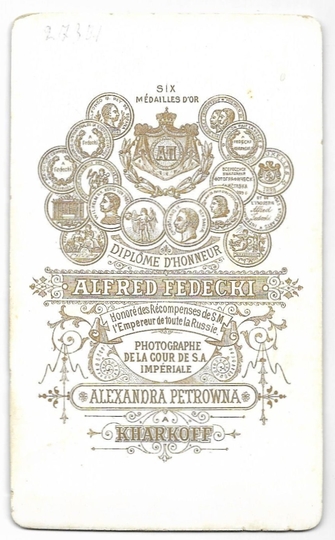 SIX
MÉDAILLES D'OR
DIPLÔME D'HONNEUR
ALFRED FEDECKI
Honoré des Récompenses de S.M.
l'Empereur de toute la Russie.
PHOTOGRAPHE
DE LA COUR DE S.A
IMPÉRIALE
ALEXANDRA PETROWNA
À
KHARKOFF